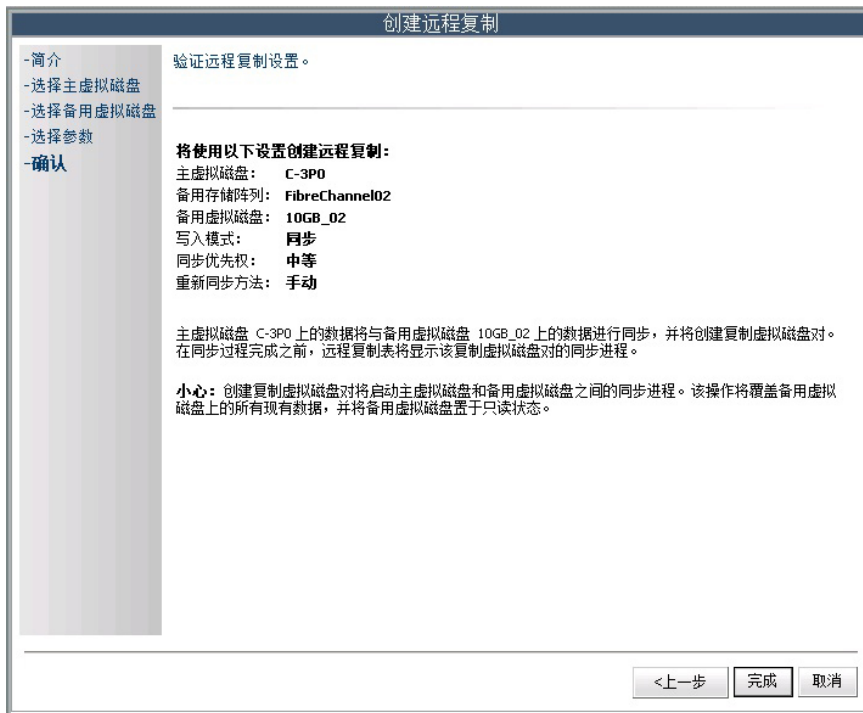 创建远程复制
-简介
-选择主虚拟磁盘
-选择备用虚拟磁盘
-选择参数
-确认
验证远程复制设置。
将使用以下设置创建远程复制：
主虚拟磁盘： C-3PO
备用存储阵列： FibreChannel02
备用虚拟磁盘： 10GB_02
写入模式： 同步
同步优先权： 中等
重新同步方法： 手动
主虚拟磁盘 C-3PO 上的数据将与备用虚拟磁盘 10GB_02 上的数据进行同步，并将创建复制虚拟磁盘对。
在同步过程完成之前，远程复制表将显示该复制虚拟磁盘对的同步进程。
小心：创建复制虚拟磁盘对将启动主虚拟磁盘和备用虚拟磁盘之间的同步进程。该操作将覆盖备用虚拟
磁盘上的所有现有数据，并将备用虚拟磁盘置于只读状态。
<上一步 完成 取消